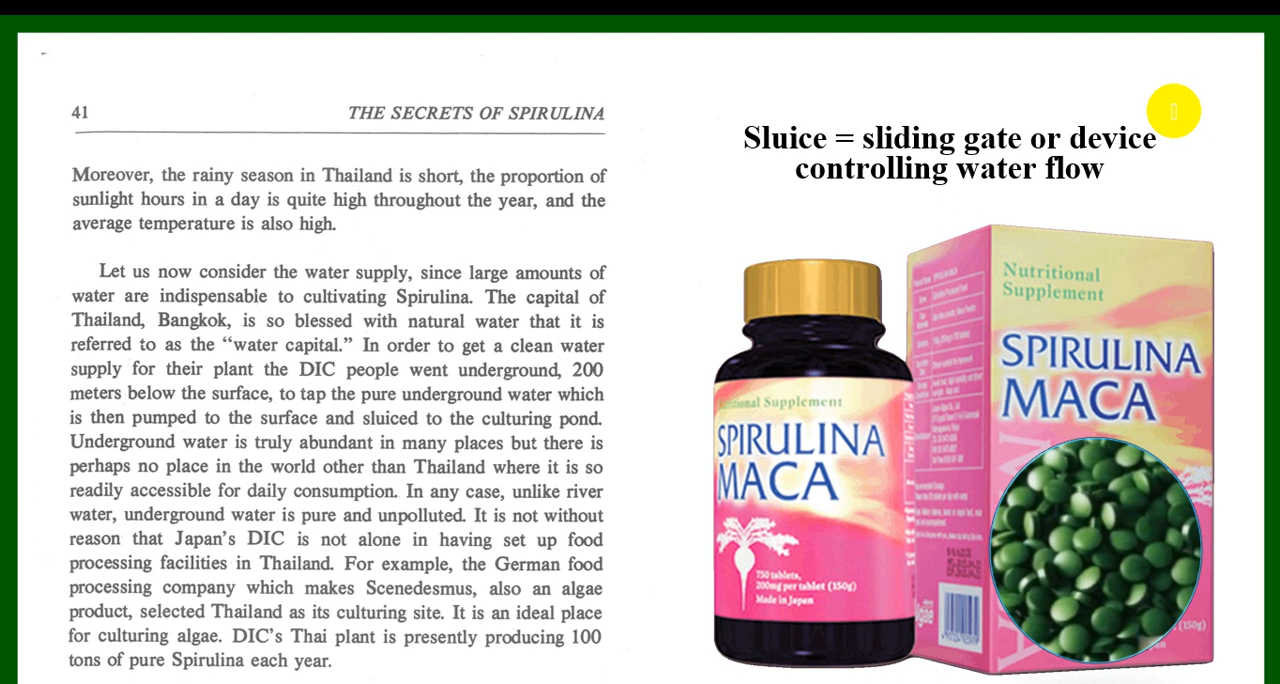 41
THE SECRETS OF SPIRULINA
Moreover, the rainy season in Thailand is short, the proportion of
sunlight hours in a day is quite high throughout the year, and the
average temperature is also high.
Let us now consider the water supply, since large amounts of
water are indispensable to cultivating Spirulina. The capital of
Thailand, Bangkok, is so blessed with natural water that it is
referred to as the “water capital.” In order to get a clean water
supply for their plant the DIC people went underground, 200
meters below the surface, to tap the pure underground water which
is then pumped to the surface and sluiced to the culturing pond.
Underground water is truly abundant in many places but there is
perhaps no place in the world other than Thailand where it is so
readily accessible for daily consumption. In any case, unlike river
water, underground water is pure and unpolluted. It is not without
reason that Japan’s DIC is not alone in having set up food
processing facilities in Thailand. For example, the German food
processing company which makes Scenedesmus, also an algae
product, selected Thailand as its culturing site. It is an ideal place
for culturing algae. DIC’s Thai plant is presently producing 100
tons of pure Spirulina each year.
Sluice = sliding gate or device
controlling water flow
Nutritional Supplement
SPIRULINA
MACA
750 tablets,
200mg per tablet (150g)
Made in Japan
Nutritional
Supplement
SPIRULINA
MACA
(150g)